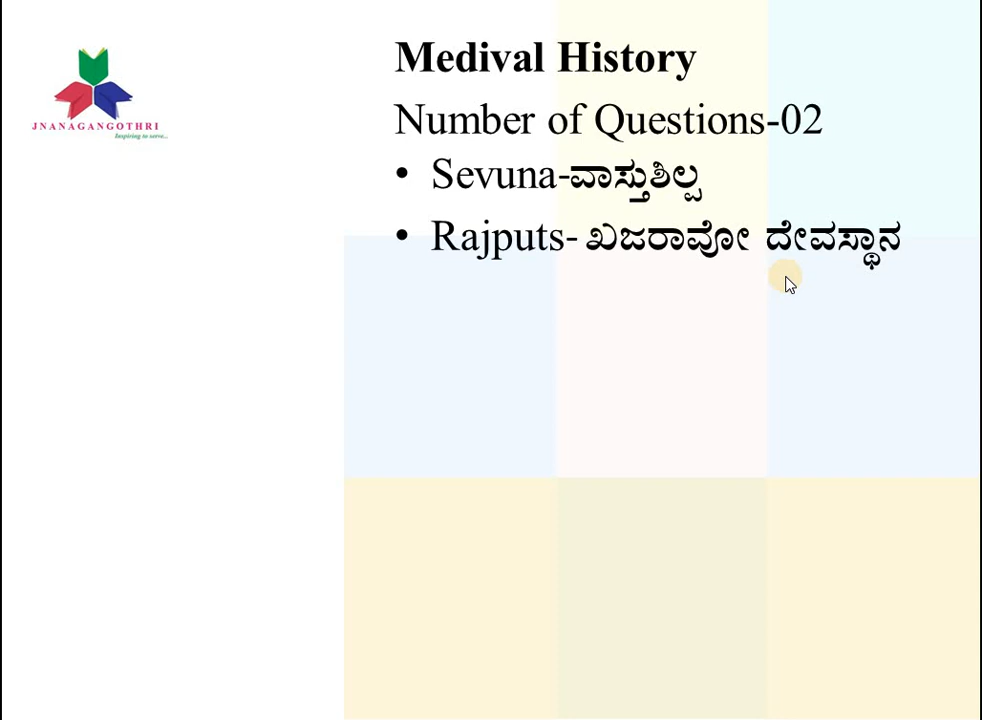 JNANAGANGOTHRI
Inspiring to serve...
Medival History
Number of Questions-02
• Sevuna-ವಾಸ್ತುಶಿಲ್ಪ
• Rajputs- ಖಜರಾವೋ ದೇವಸ್ಥಾನ